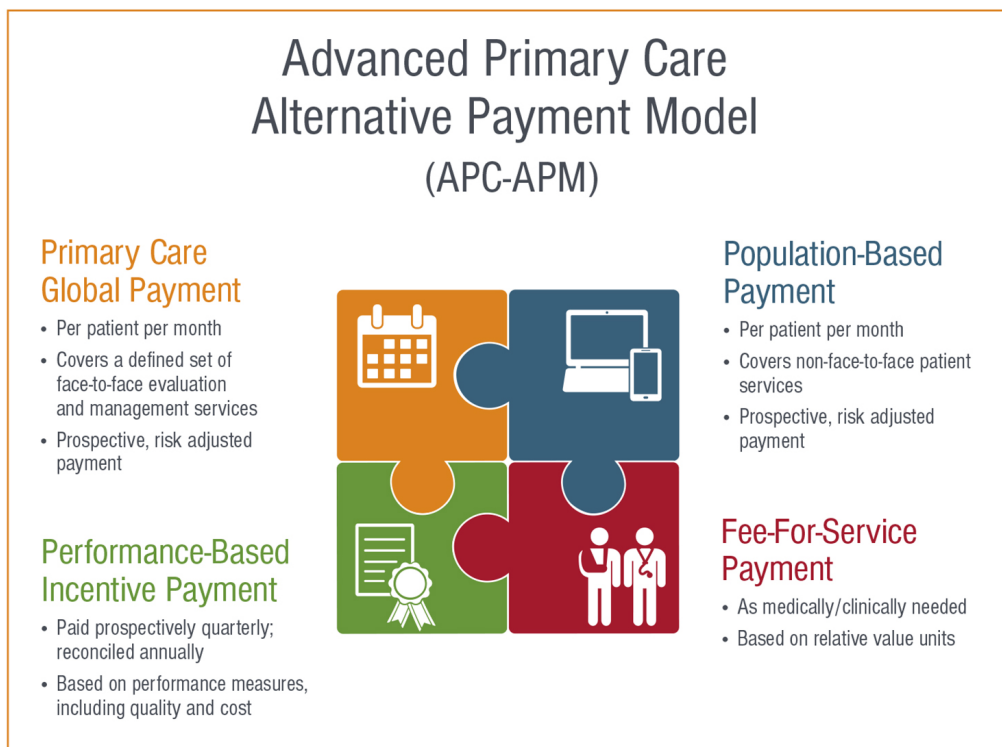 Advanced Primary Care
Alternative Payment Model
(APC-APM)
Primary Care
Global Payment
• Per patient per month
• Covers a defined set of
face-to-face evaluation
and management services
• Prospective, risk adjusted
payment
Population-Based
Payment
• Per patient per month
• Covers non-face-to-face patient
services
• Prospective, risk adjusted
payment
Performance-Based
Incentive Payment
• Paid prospectively quarterly;
reconciled annually
• Based on performance measures,
including quality and cost
Fee-For-Service
Payment
• As medically/clinically needed
• Based on relative value units